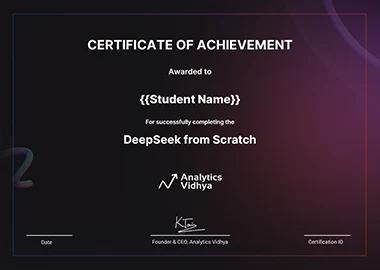 CERTIFICATE OF ACHIEVEMENT
Awarded to
{{Student Name}}
For successfully completing the
DeepSeek from Scratch
Analytics
Vidhya
Date
Founder & CEO, Analytics Vidhya
Certification ID